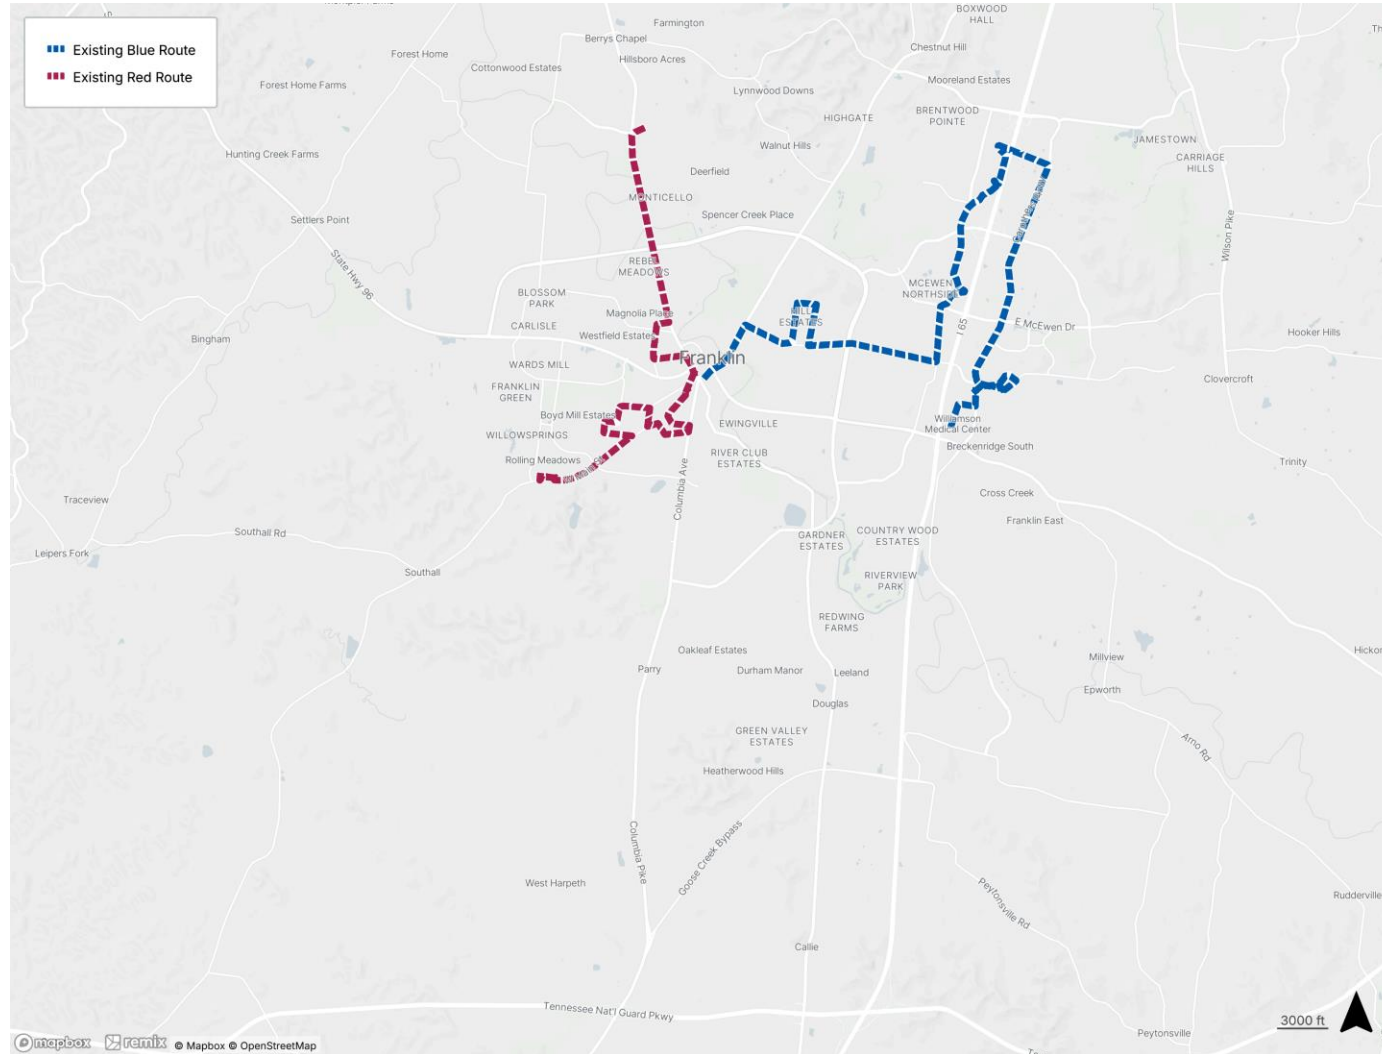 Existing Blue Route
Existing Red Route
BOXWOOD
HALL
Farmington
Berrys Chapel
Chestnut Hill
Forest Home
Hillsboro Acres
Cottonwood Estates
Mooreland Estates
Forest Home Farms
Lynnwood Downs
BRENTWOOD
POINTE
HIGHGATE
JAMESTOWN
Walnut Hills
Hunting Creek Farms
CARRIAGE
HILLS
Deerfield
MONTICELLO
Settlers Point
Spencer Creek Place
Wilson Pike
State Hwy 96
REBEL
MEADOWS
MCEWEN
NORTHSIDE
BLOSSOM
PARK
Magnolia Place
CARLISLE
I 65
E McEwen Dr
Westfield Estates
Hooker Hills
Bingham
Franklin
WARDS MILL
Clovercroft
FRANKLIN
GREEN
Boyd Mill Estates
EWINGVILLE
Williamson
Medical Center
WILLOWSPRINGS
Breckenridge South
RIVER CLUB
ESTATES
Rolling Meadows
Trinity
Columbia Ave
Cross Creek
Traceview
Franklin East
Southall Rd
COUNTRY WOOD
ESTATES
GARDNER
ESTATES
Leipers Fork
Southall
RIVERVIEW
PARK
REDWING
FARMS
Oakleaf Estates
Millview
Parry
Durham Manor
Leeland
Epworth
Douglas
GREEN VALLEY
ESTATES
Arno Rd
Heatherwood Hills
Columbia Pike
Goose Creek Bypass
West Harpeth
Peytonsville Rd
Rudderville
Callie
Tennessee Nat'l Guard Pkwy
3000 ft
Peytonsville
mapbox remix © Mapbox © OpenStreetMap